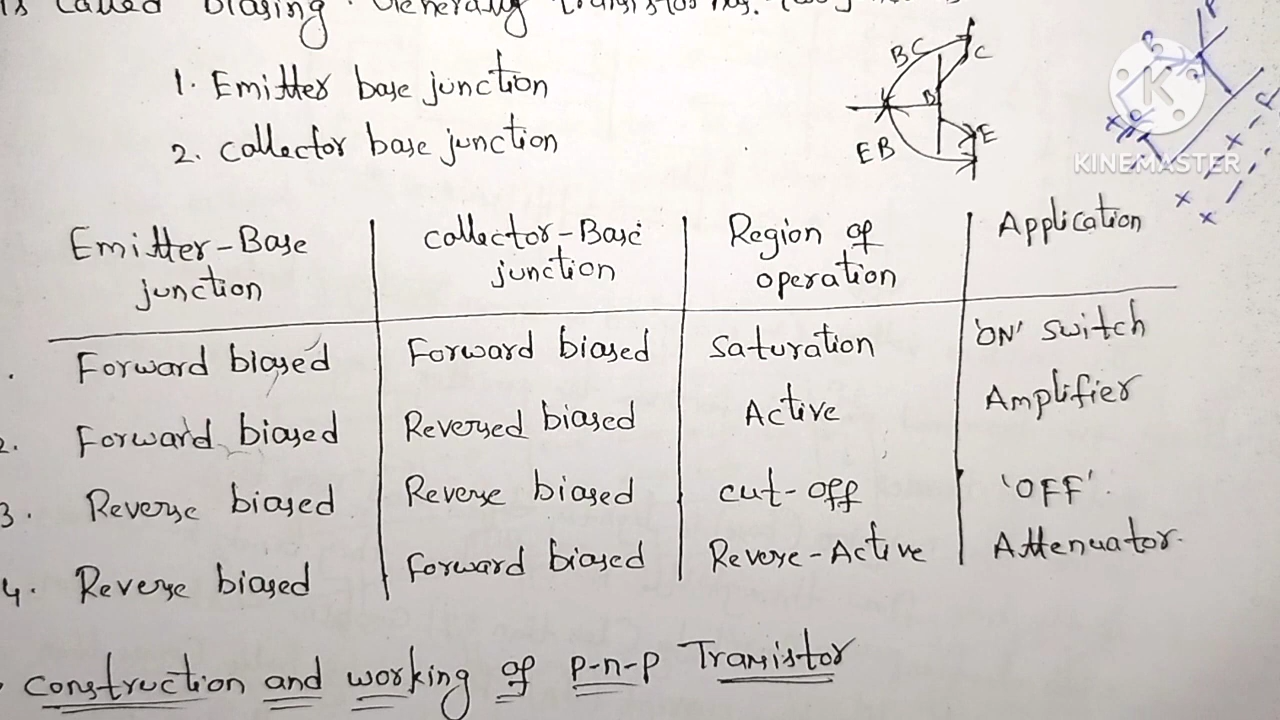 is called biasing. Generally transistor has two
1. Emitter base junction
2. collector base junction
BC
C
B
E
EB
KINEMASTER
Emitter-Base junction | collector-Base junction | Region of operation | Application
Forward biased | Forward biased | Saturation | 'ON' switch
2. Forward biased | Reversed biased | Active | Amplifier
3. Reverse biased | Reverse biased | cut-off | 'OFF'.
4. Reverse biased | Forward biased | Reverse-Active | Attenuator.
construction and working of p-n-p Transistor